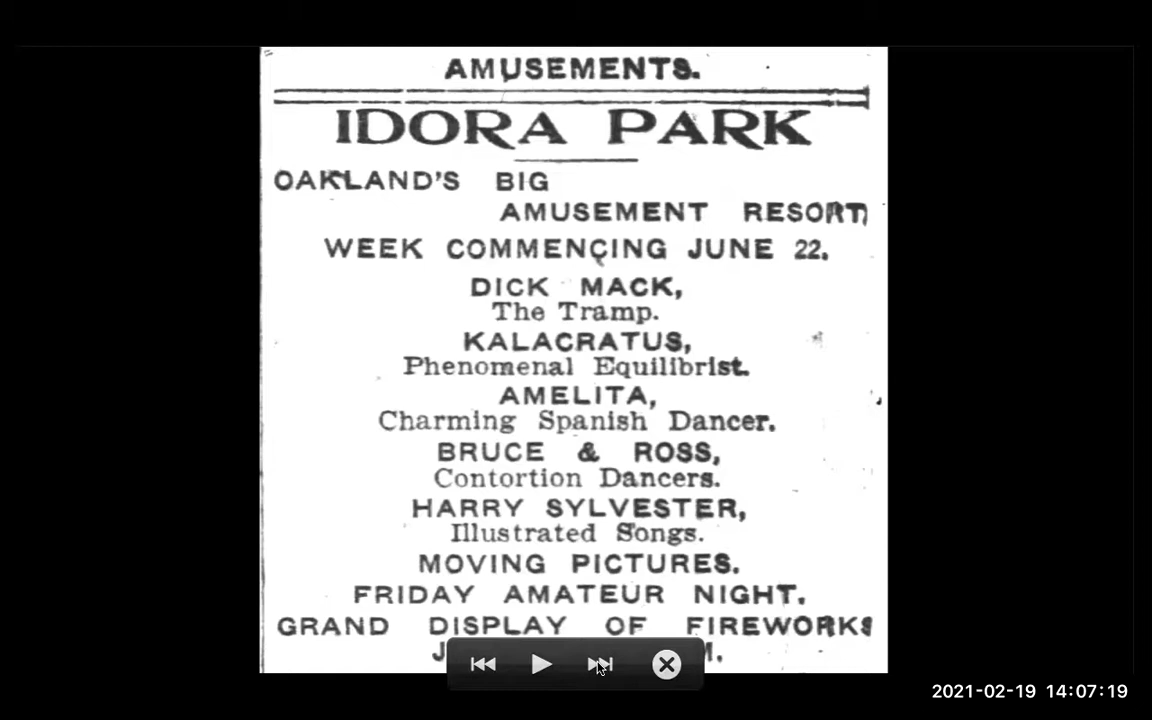 AMUSEMENTS.
IDORA PARK
OAKLAND'S BIG
AMUSEMENT RESORT
WEEK COMMENCING JUNE 22.
DICK MACK,
The Tramp.
KALACRATUS,
Phenomenal Equilibrist.
AMELITA,
Charming Spanish Dancer.
BRUCE & ROSS,
Contortion Dancers.
HARRY SYLVESTER,
Illustrated Songs.
MOVING PICTURES.
FRIDAY AMATEUR NIGHT.
GRAND DISPLAY OF FIREWORKS
2021-02-19 14:07:19